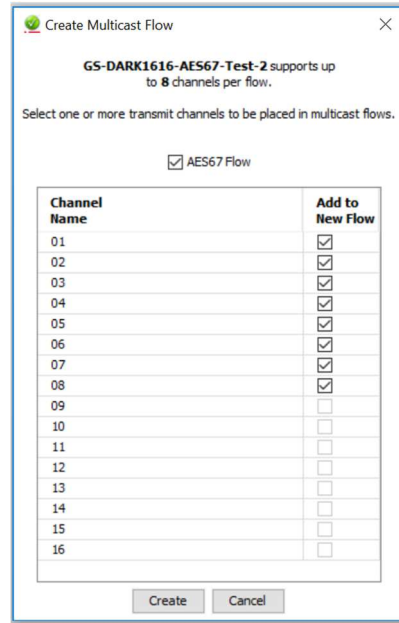 Create Multicast Flow
GS-DARK1616-AES67-Test-2 supports up
to 8 channels per flow.
Select one or more transmit channels to be placed in multicast flows.
AES67 Flow
Channel Name Add to New Flow
01
02
03
04
05
06
07
08
09
10
11
12
13
14
15
16
Create Cancel